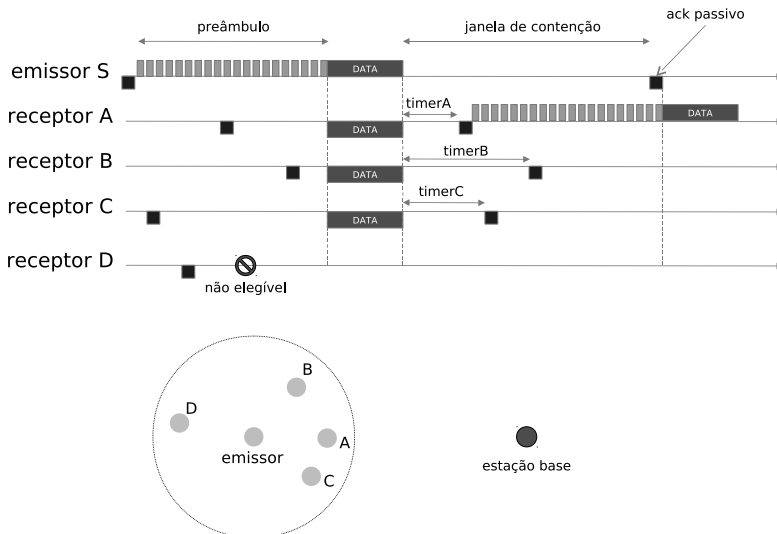 preâmbulo
janela de contenção
ack passivo
emissor S
DATA
timerA
receptor A
DATA
DATA
timerB
receptor B
DATA
timerC
receptor C
DATA
receptor D
não elegível
B
D
A
emissor
C
estação base